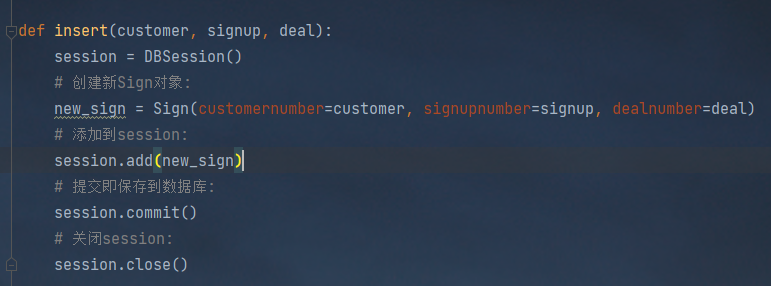 def insert(customer, signup, deal):
    session = DBSession()
    # 创建新Sign对象:
    new_sign = Sign(customernumber=customer, signupnumber=signup, dealnumber=deal)
    # 添加到session:
    session.add(new_sign)
    # 提交即保存到数据库:
    session.commit()
    # 关闭session:
    session.close()